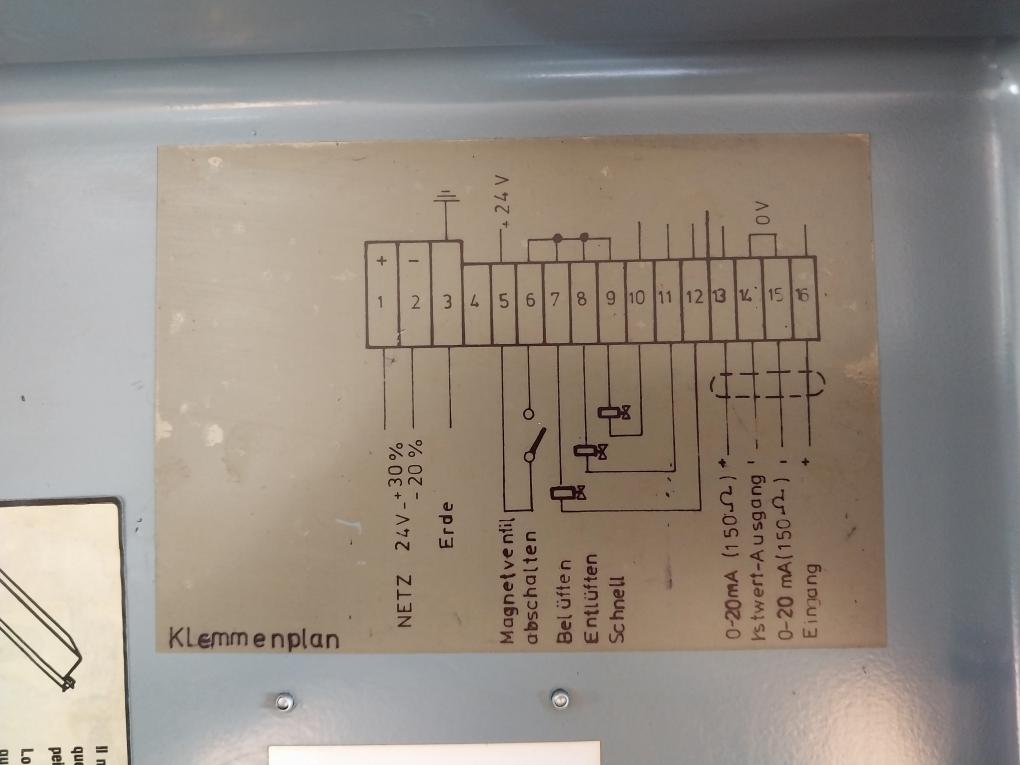 Klemmenplan
NETZ 24V- +30%
-20%
Erde
Magnetventil
abschalten
Belüften
Entlüften
Schnell
0-20mA (150Ω) +
Istwert-Ausgang -
0-20 mA (150Ω) -
Eingang +
+ -
1 2 3 4 5 6 7 8 9 10 11 12 13 14 15 16
+24V
0V